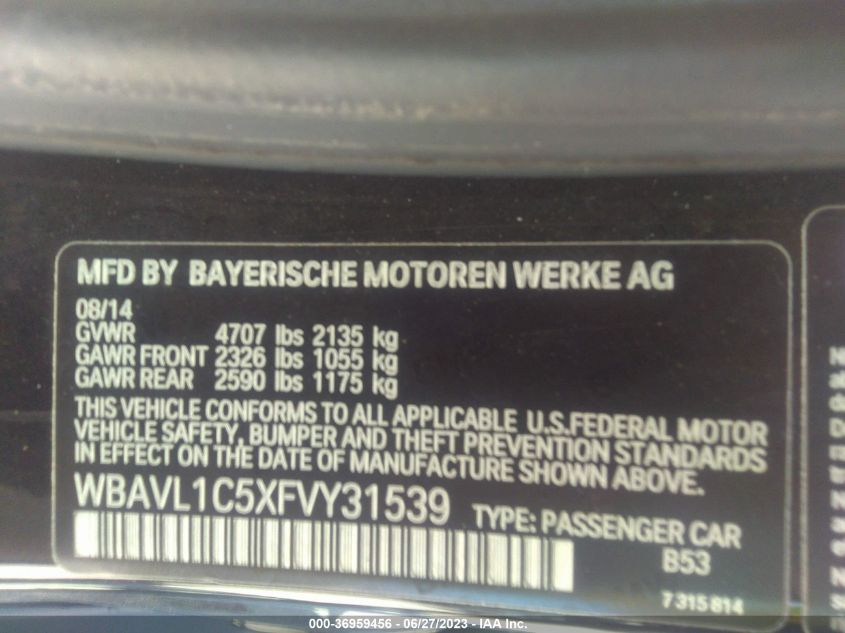 MFD BY BAYERISCHE MOTOREN WERKE AG
08/14
GVWR 4707 lbs 2135 kg
GAWR FRONT 2326 lbs 1055 kg
GAWR REAR 2590 lbs 1175 kg
THIS VEHICLE CONFORMS TO ALL APPLICABLE U.S.FEDERAL MOTOR
VEHICLE SAFETY, BUMPER AND THEFT PREVENTION STANDARDS
IN EFFECT ON THE DATE OF MANUFACTURE SHOWN ABOVE.
WBAVL1C5XFVY31539 TYPE: PASSENGER CAR
B53
7315814
000-36959456 - 06/27/2023 - IAA Inc.